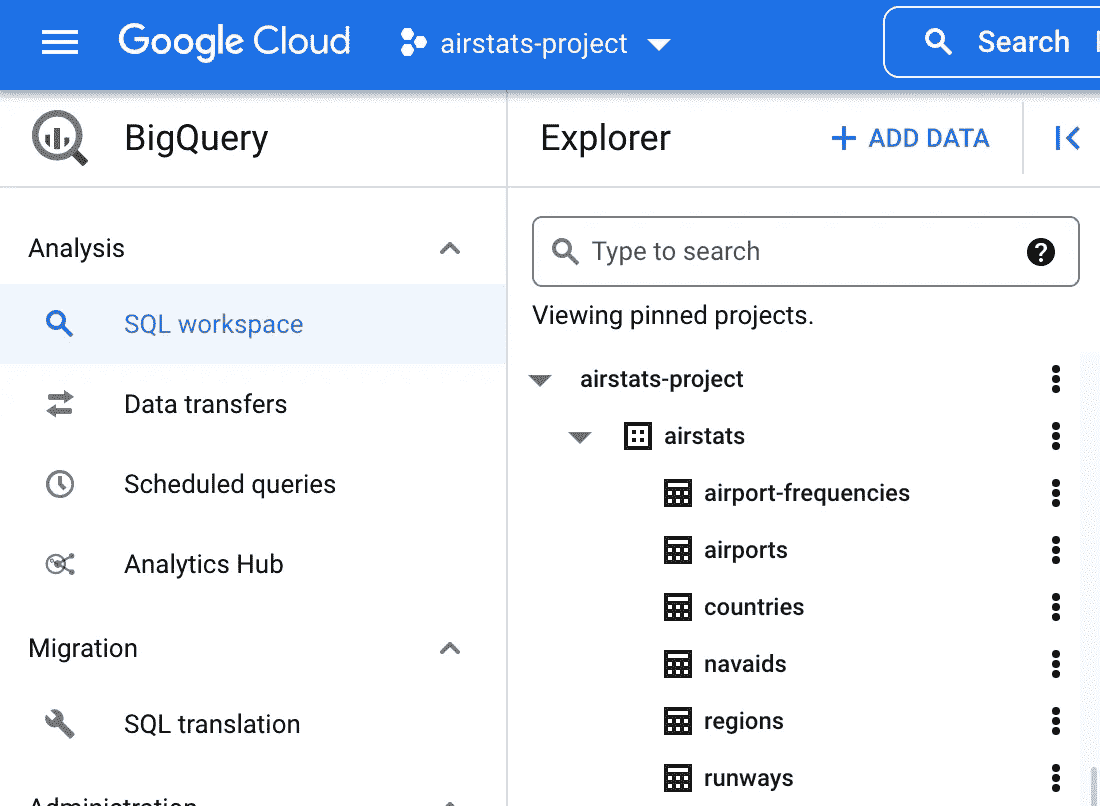 Google Cloud airstats-project Search
BigQuery
Explorer
ADD DATA
Analysis
SQL workspace
Data transfers
Scheduled queries
Analytics Hub
Migration
SQL translation
Administration
Type to search
Viewing pinned projects.
airstats-project
airstats
airport-frequencies
airports
countries
navaids
regions
runways